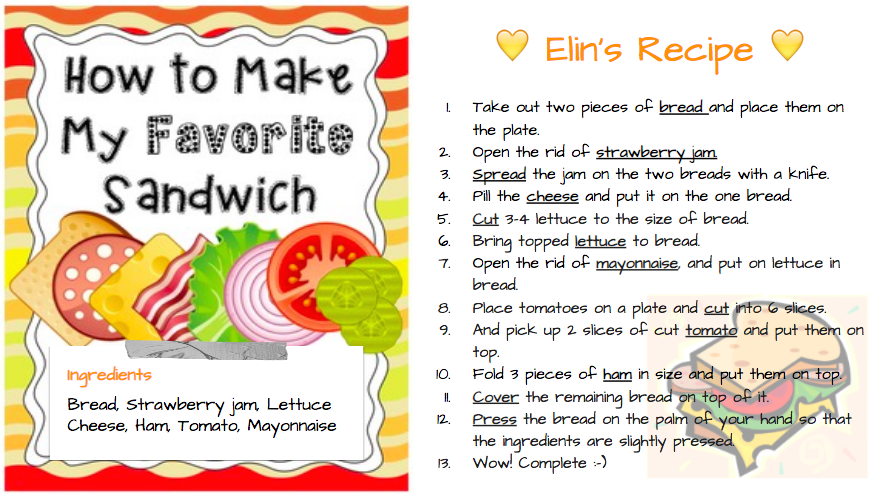 How to Make
My Favorite
Sandwich
Ingredients
Bread, Strawberry jam, Lettuce
Cheese, Ham, Tomato, Mayonnaise
Elin's Recipe
1. Take out two pieces of bread and place them on
the plate.
2. Open the rid of strawberry jam.
3. Spread the jam on the two breads with a knife.
4. Pill the cheese and put it on the one bread.
5. Cut 3-4 lettuce to the size of bread.
6. Bring topped lettuce to bread.
7. Open the rid of mayonnaise, and put on lettuce in
bread.
8. Place tomatoes on a plate and cut into 6 slices.
9. And pick up 2 slices of cut tomato and put them on
top.
10. Fold 3 pieces of ham in size and put them on top.
11. Cover the remaining bread on top of it.
12. Press the bread on the palm of your hand so that
the ingredients are slightly pressed.
13. Wow! Complete :-)